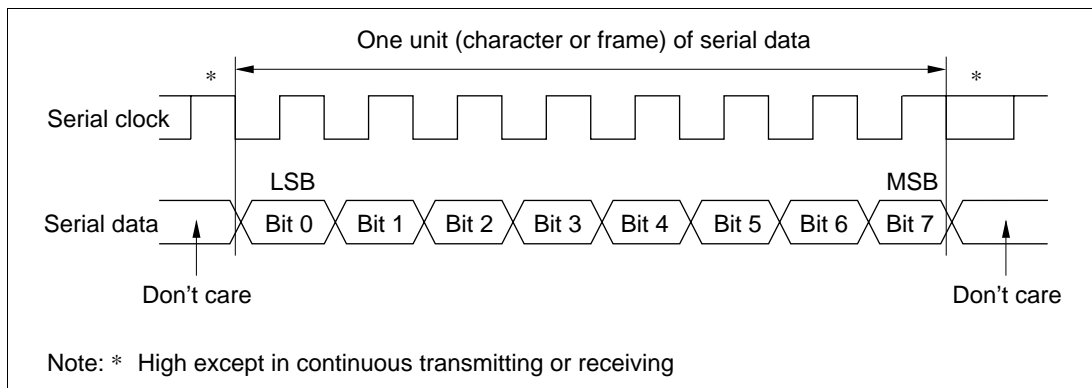 One unit (character or frame) of serial data
* *
Serial clock
LSB MSB
Serial data Bit 0 Bit 1 Bit 2 Bit 3 Bit 4 Bit 5 Bit 6 Bit 7
Don’t care Don’t care
Note: * High except in continuous transmitting or receiving